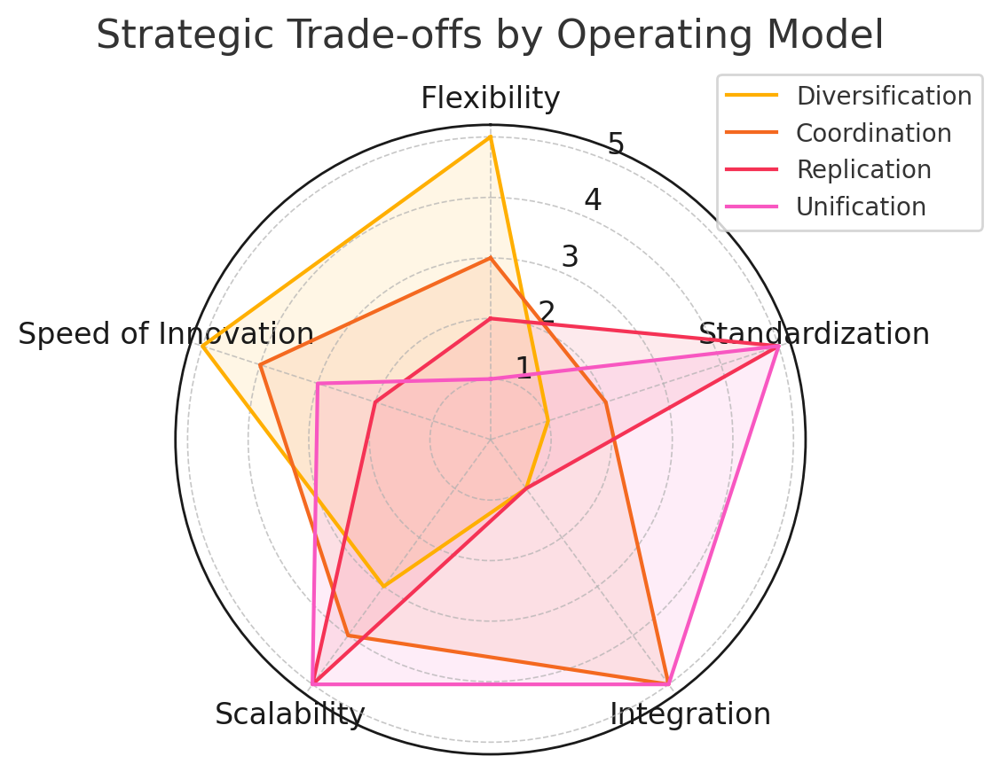 Strategic Trade-offs by Operating Model
Diversification
Coordination
Replication
Unification
Flexibility
5
4
3
2
1
Speed of Innovation
Standardization
Scalability
Integration